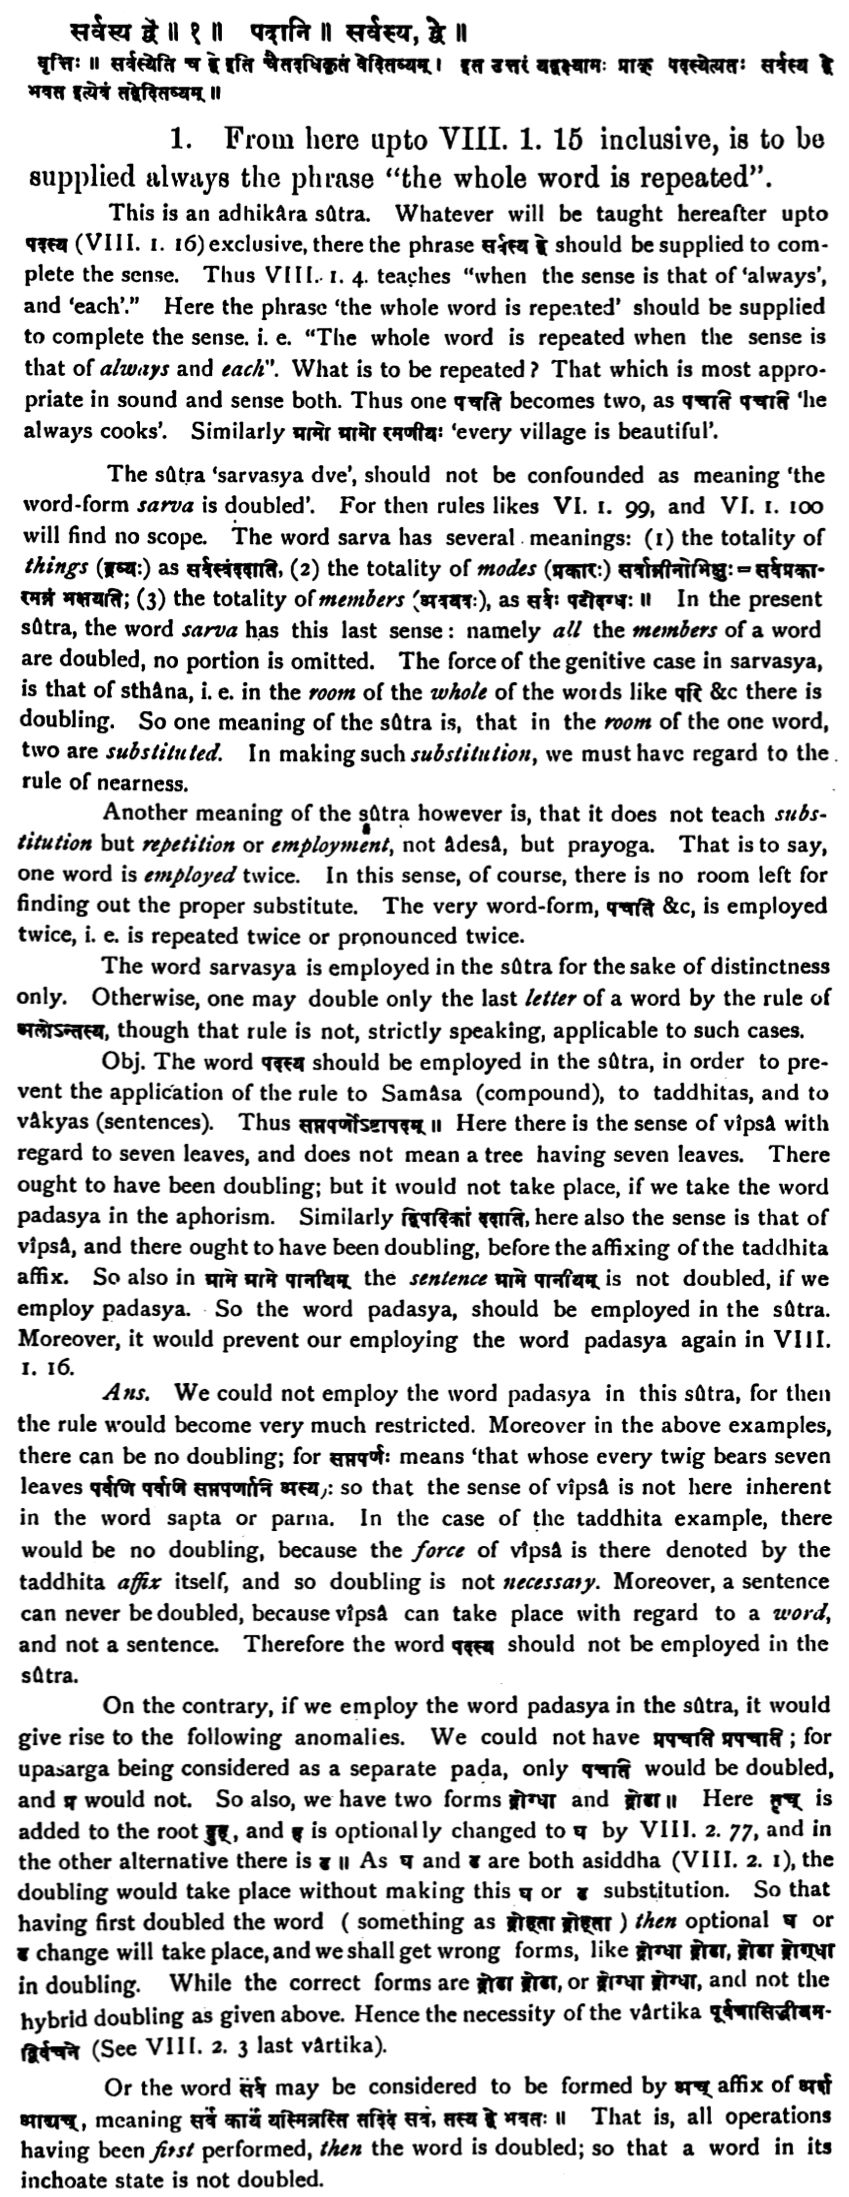 सर्वस्य द्वे ॥ १ ॥ पदानि ॥ सर्वस्य, द्वे ॥
वृत्तिः ॥ सर्वस्येति च द्वे इति चैतदधिकृतं वेदितव्यम् । इत उत्तरं यद्वक्ष्यामः प्राक् पदस्येत्यतः सर्वस्य द्वे
भवत इत्येवं तद्वेदितव्यम् ॥
1. From here upto VIII. 1. 15 inclusive, is to be
supplied always the phrase “the whole word is repeated”.
This is an adhikâra sûtra. Whatever will be taught hereafter upto
पदस्य (VIII. 1. 16) exclusive, there the phrase सर्वस्य द्वे should be supplied to com-
plete the sense. Thus VIII. 1. 4. teaches “when the sense is that of ‘always’,
and ‘each’.” Here the phrase ‘the whole word is repeated’ should be supplied
to complete the sense. i. e. “The whole word is repeated when the sense is
that of always and each”. What is to be repeated? That which is most appro-
priate in sound and sense both. Thus one पचति becomes two, as पचति पचति ‘he
always cooks’. Similarly ग्रामो ग्रामो रमणीयः ‘every village is beautiful’.
The sûtra ‘sarvasya dve’, should not be confounded as meaning ‘the
word-form sarva is doubled’. For then rules likes VI. 1. 99, and VI. 1. 100
will find no scope. The word sarva has several meanings: (1) the totality of
things (द्रव्यः) as सर्वस्वंददाति, (2) the totality of modes (प्रकारः) सर्वान्नीनोभिक्षुः = सर्वप्रका-
रमन्नं भक्षयति; (3) the totality of members (अवयवः), as सर्वः पटोदग्धः ॥ In the present
sûtra, the word sarva has this last sense: namely all the members of a word
are doubled, no portion is omitted. The force of the genitive case in sarvasya,
is that of sthâna, i. e. in the room of the whole of the words like परि &c there is
doubling. So one meaning of the sûtra is, that in the room of the one word,
two are substituted. In making such substitution, we must have regard to the
rule of nearness.
Another meaning of the sûtra however is, that it does not teach subs-
titution but repetition or employment, not âdesâ, but prayoga. That is to say,
one word is employed twice. In this sense, of course, there is no room left for
finding out the proper substitute. The very word-form, पचति &c, is employed
twice, i. e. is repeated twice or pronounced twice.
The word sarvasya is employed in the sûtra for the sake of distinctness
only. Otherwise, one may double only the last letter of a word by the rule of
अलोऽन्तस्य, though that rule is not, strictly speaking, applicable to such cases.
Obj. The word पदस्य should be employed in the sûtra, in order to pre-
vent the application of the rule to Samâsa (compound), to taddhitas, and to
vâkyas (sentences). Thus सप्तपर्णोऽष्टापदम् ॥ Here there is the sense of vîpsâ with
regard to seven leaves, and does not mean a tree having seven leaves. There
ought to have been doubling; but it would not take place, if we take the word
padasya in the aphorism. Similarly द्विपदिकां ददाति, here also the sense is that of
vîpsâ, and there ought to have been doubling, before the affixing of the taddhita
affix. So also in ग्रामे ग्रामे पानीयम् the sentence ग्रामे पानीयम् is not doubled, if we
employ padasya. So the word padasya, should be employed in the sûtra.
Moreover, it would prevent our employing the word padasya again in VIII.
1. 16.
Ans. We could not employ the word padasya in this sûtra, for then
the rule would become very much restricted. Moreover in the above examples,
there can be no doubling; for सप्तपर्णः means ‘that whose every twig bears seven
leaves पर्वणि पर्वणि सप्तपर्णानि अस्य,: so that the sense of vîpsâ is not here inherent
in the word sapta or parna. In the case of the taddhita example, there
would be no doubling, because the force of vîpsâ is there denoted by the
taddhita affix itself, and so doubling is not necessary. Moreover, a sentence
can never be doubled, because vîpsâ can take place with regard to a word,
and not a sentence. Therefore the word पदस्य should not be employed in the
sûtra.
On the contrary, if we employ the word padasya in the sûtra, it would
give rise to the following anomalies. We could not have प्रपचति प्रपचति ; for
upasarga being considered as a separate pada, only पचति would be doubled,
and प्र would not. So also, we have two forms द्रोग्धा and द्रोढा ॥ Here तृच् is
added to the root द्रुह्, and ह is optionally changed to घ by VIII. 2. 77, and in
the other alternative there is ढ ॥ As घ and ढ are both asiddha (VIII. 2. 1), the
doubling would take place without making this घ or ढ substitution. So that
having first doubled the word ( something as द्रोह्ता द्रोह्ता ) then optional घ or
ढ change will take place, and we shall get wrong forms, like द्रोग्धा द्रोढा, द्रोढा द्रोग्धा
in doubling. While the correct forms are द्रोढा द्रोढा, or द्रोग्धा द्रोग्धा, and not the
hybrid doubling as given above. Hence the necessity of the vârtika पूर्वत्रासिद्धीयम-
द्विर्वचने (See VIII. 2. 3 last vârtika).
Or the word सर्व may be considered to be formed by अच् affix of अर्श
आद्यच्, meaning सर्वं कार्यं यस्मिन्नस्ति तदिदं सर्वं, तस्य द्वे भवतः ॥ That is, all operations
having been first performed, then the word is doubled; so that a word in its
inchoate state is not doubled.